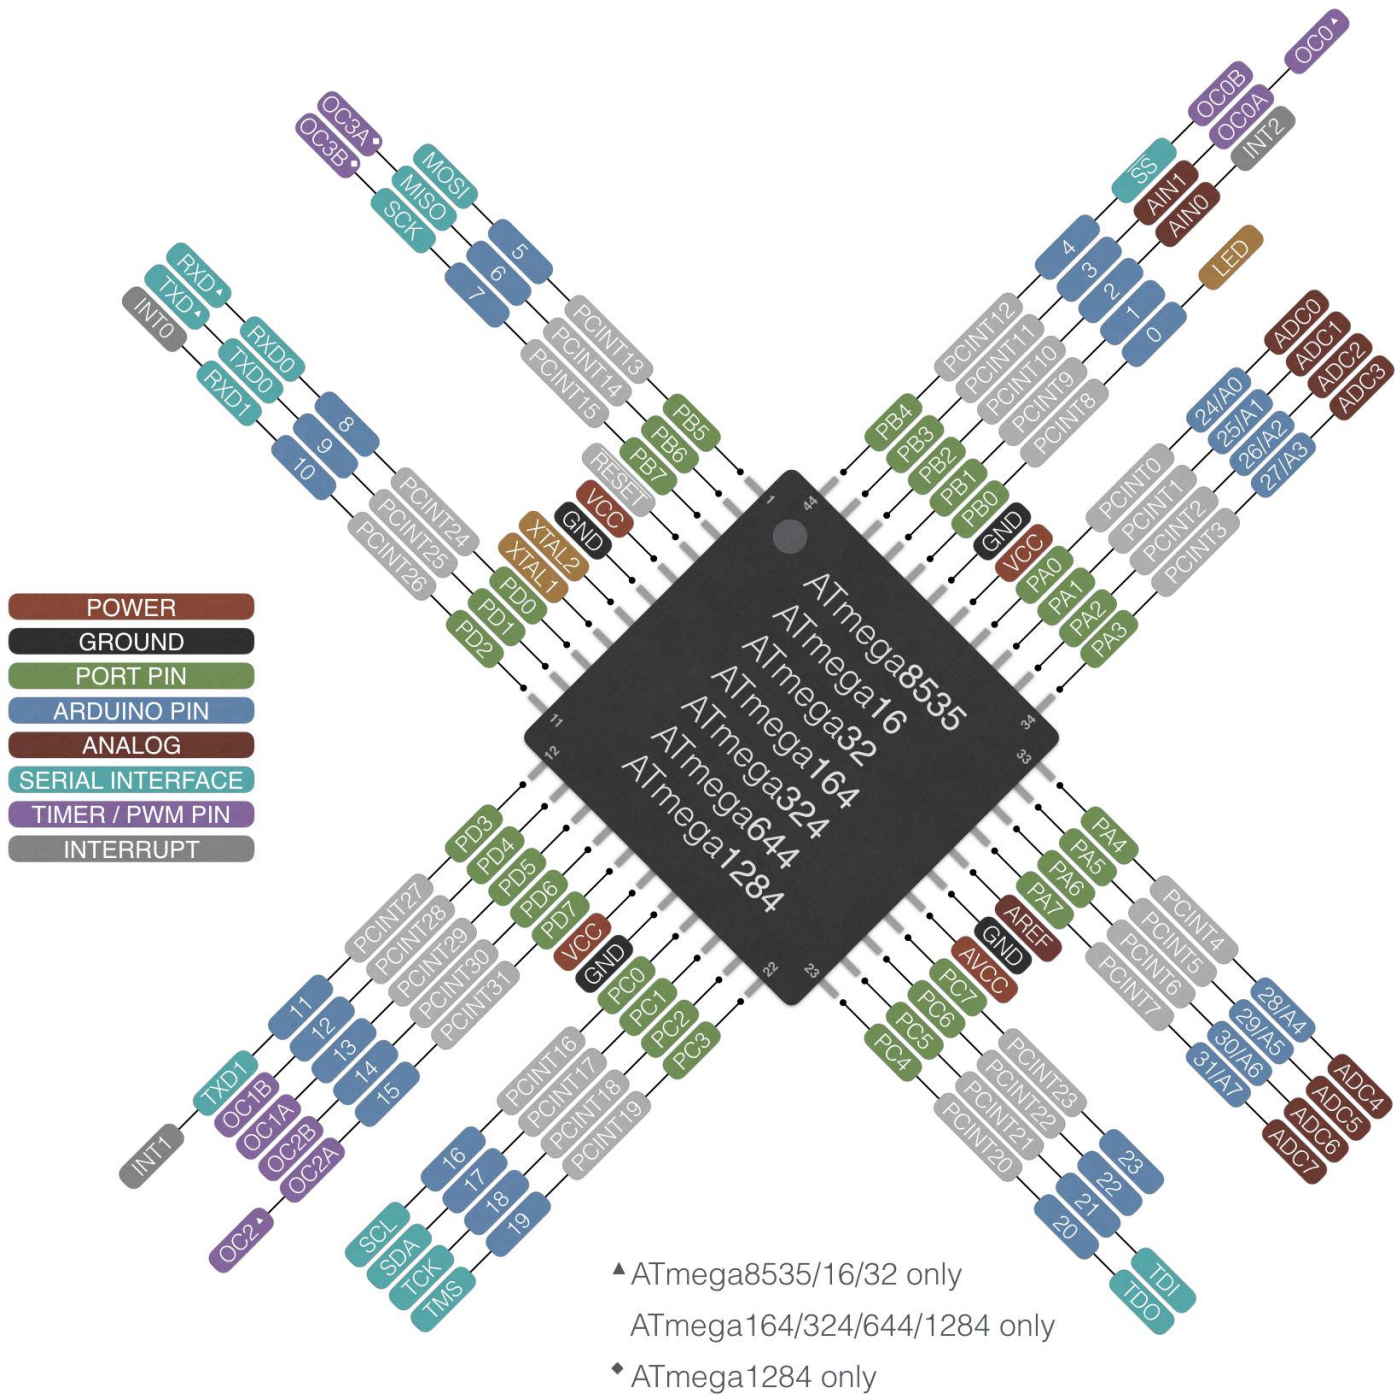 OC0▲
OC0B
OC0A
INT2
S̅S̅
AIN1
AIN0
LED
4
3
2
1
0
PCINT12
PCINT11
PCINT10
PCINT9
PCINT8
PB4
PB3
PB2
PB1
PB0
GND
VCC
OC3A◆
OC3B◆
MOSI
MISO
SCK
5
6
7
PCINT13
PCINT14
PCINT15
PB5
PB6
PB7
RESET
VCC
GND
XTAL2
XTAL1
RXD▲
TXD▲
INT0
RXD0
TXD0
RXD1
8
9
10
PCINT24
PCINT25
PCINT26
PD0
PD1
PD2
ADC0
ADC1
ADC2
ADC3
24/A0
25/A1
26/A2
27/A3
PCINT0
PCINT1
PCINT2
PCINT3
PA0
PA1
PA2
PA3
1
44
11
12
34
33
22
23
ATmega8535
ATmega16
ATmega32
ATmega164
ATmega324
ATmega644
ATmega1284
POWER
GROUND
PORT PIN
ARDUINO PIN
ANALOG
SERIAL INTERFACE
TIMER / PWM PIN
INTERRUPT
PD3
PD4
PD5
PD6
PD7
VCC
GND
PC0
PC1
PC2
PC3
PCINT27
PCINT28
PCINT29
PCINT30
PCINT31
11
12
13
14
15
TXD1
OC1B
OC1A
OC2B
OC2A
INT1
OC2▲
PCINT16
PCINT17
PCINT18
PCINT19
16
17
18
19
SCL
SDA
TCK
TMS
PA4
PA5
PA6
PA7
AREF
GND
AVCC
PC7
PC6
PC5
PC4
PCINT4
PCINT5
PCINT6
PCINT7
28/A4
29/A5
30/A6
31/A7
ADC4
ADC5
ADC6
ADC7
PCINT23
PCINT22
PCINT21
PCINT20
23
22
21
20
TDI
TDO
▲ ATmega8535/16/32 only
ATmega164/324/644/1284 only
◆ ATmega1284 only